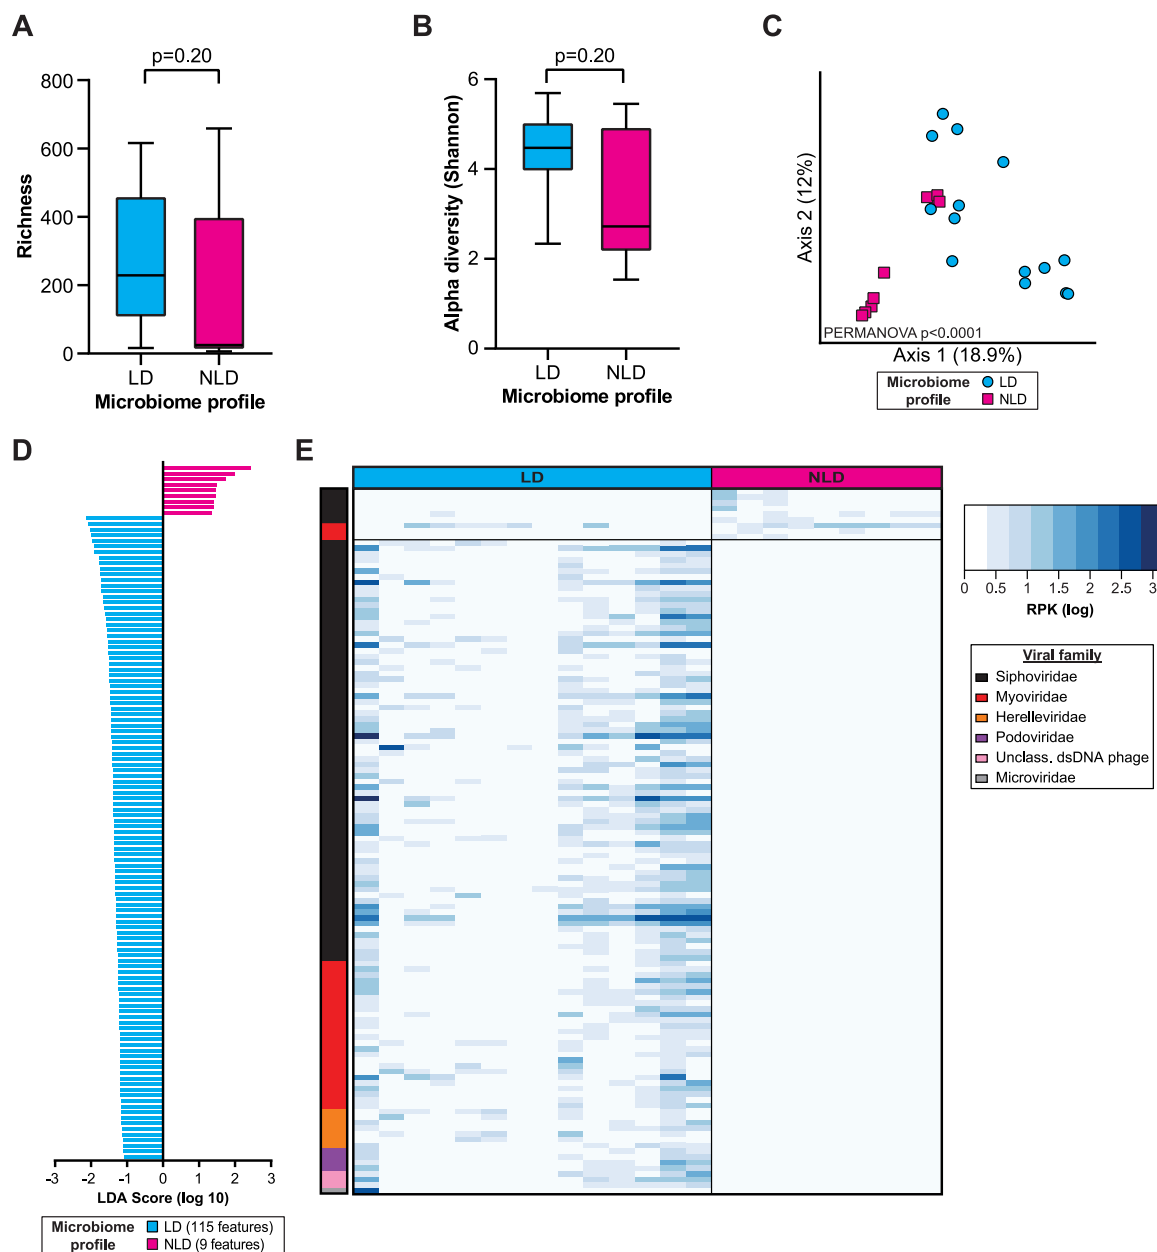 A
p=0.20
800
600
400
200
0
Richness
LD NLD
Microbiome profile
B
p=0.20
6
4
2
0
Alpha diversity (Shannon)
LD NLD
Microbiome profile
C
Axis 2 (12%)
PERMANOVA p<0.0001
Axis 1 (18.9%)
Microbiome profile
LD
NLD
D
-3 -2 -1 0 1 2 3
LDA Score (log 10)
Microbiome profile
LD (115 features)
NLD (9 features)
E
LD NLD
0 0.5 1 1.5 2 2.5 3
RPK (log)
Viral family
Siphoviridae
Myoviridae
Herelleviridae
Podoviridae
Unclass. dsDNA phage
Microviridae